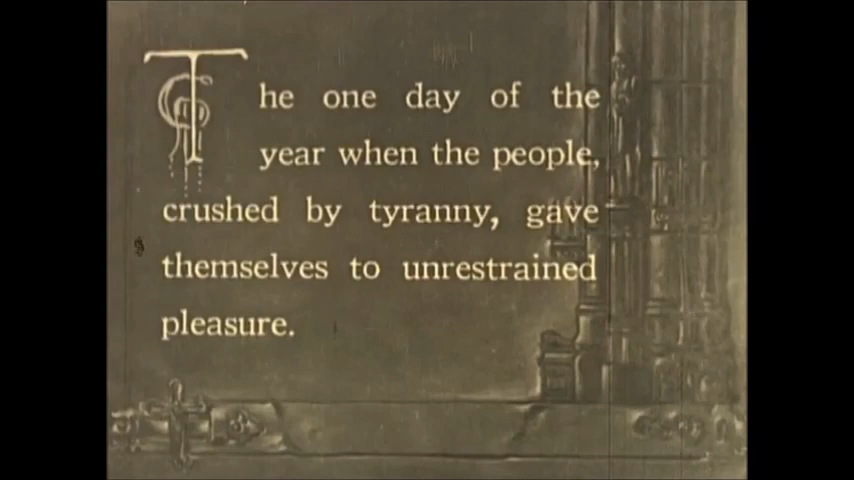 The one day of the
year when the people,
crushed by tyranny, gave
themselves to unrestrained
pleasure.